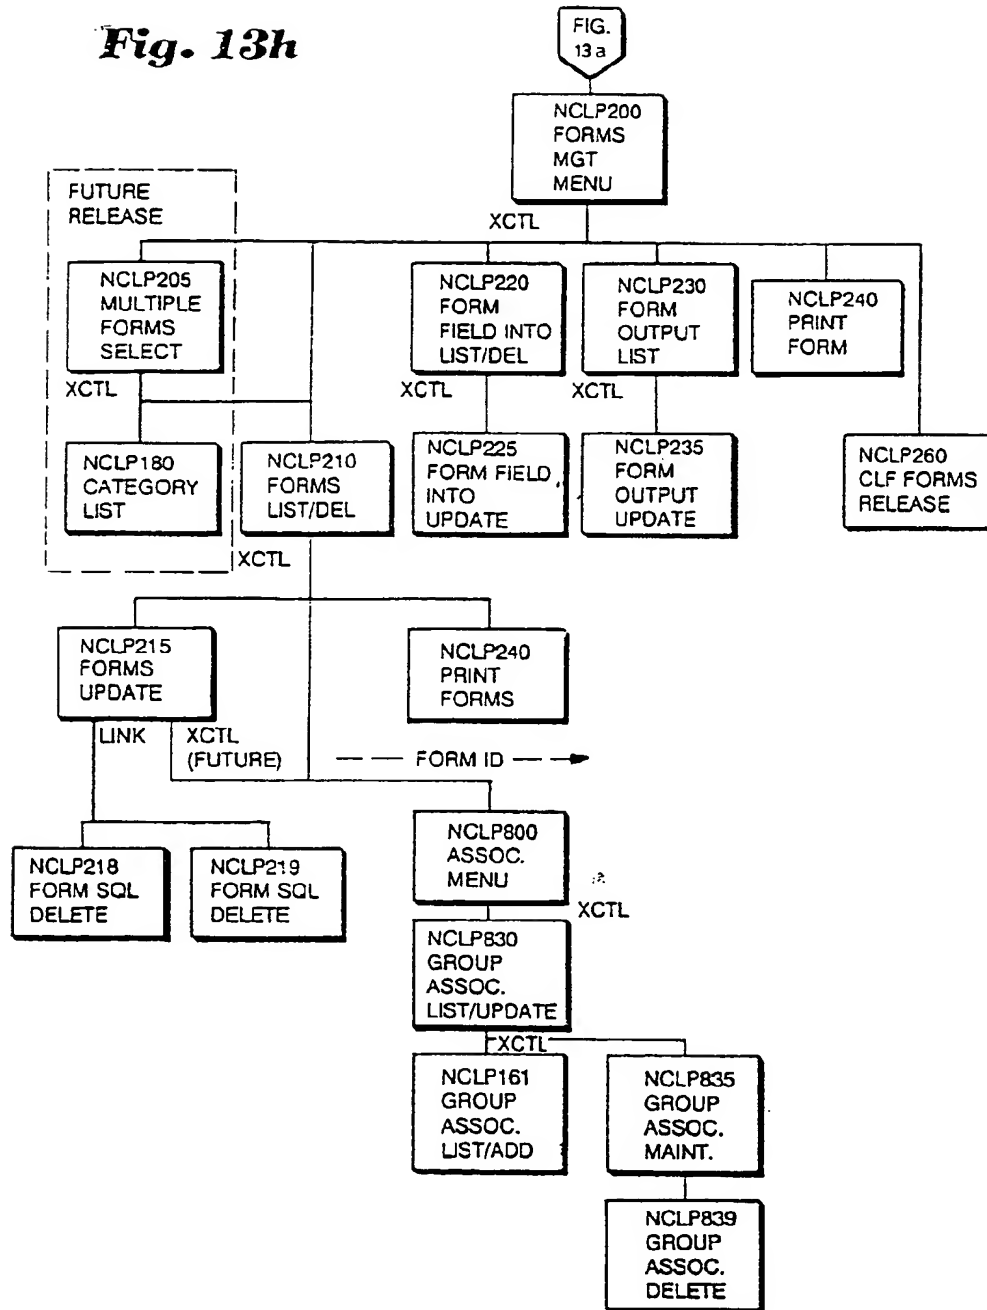 Fig. 13h
FIG.
13a
NCLP200
FORMS
MGT
MENU
XCTL
FUTURE
RELEASE
NCLP205
MULTIPLE
FORMS
SELECT
NCLP220
FORM
FIELD INTO
LIST/DEL
NCLP230
FORM
OUTPUT
LIST
NCLP240
PRINT
FORM
XCTL
XCTL
XCTL
NCLP180
CATEGORY
LIST
NCLP210
FORMS
LIST/DEL
NCLP225
FORM FIELD
INTO
UPDATE
NCLP235
FORM
OUTPUT
UPDATE
NCLP260
CLF FORMS
RELEASE
XCTL
NCLP215
FORMS
UPDATE
NCLP240
PRINT
FORMS
LINK
XCTL
(FUTURE)
FORM ID
NCLP218
FORM SQL
DELETE
NCLP219
FORM SQL
DELETE
NCLP800
ASSOC.
MENU
XCTL
NCLP830
GROUP
ASSOC.
LIST/UPDATE
XCTL
NCLP161
GROUP
ASSOC.
LIST/ADD
NCLP835
GROUP
ASSOC.
MAINT.
NCLP839
GROUP
ASSOC.
DELETE